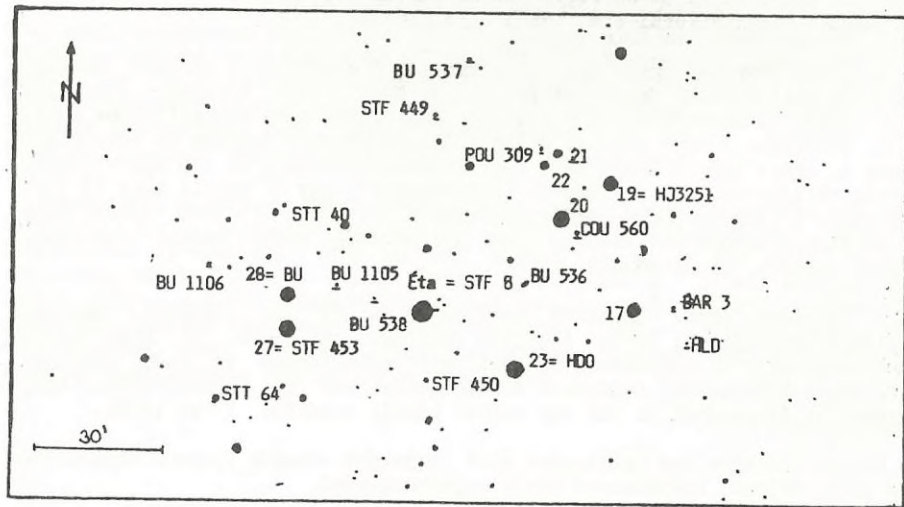 N
BU 537
STF 449
POU 309
21
22
19= HJ3251
20
STT 40
COU 560
BU 1106
28= BU
BU 1105
Eta = STF 8
BU 536
BU 538
17
BAR 3
27= STF 453
23= HDO
HLD
STT 64
STF 450
30'